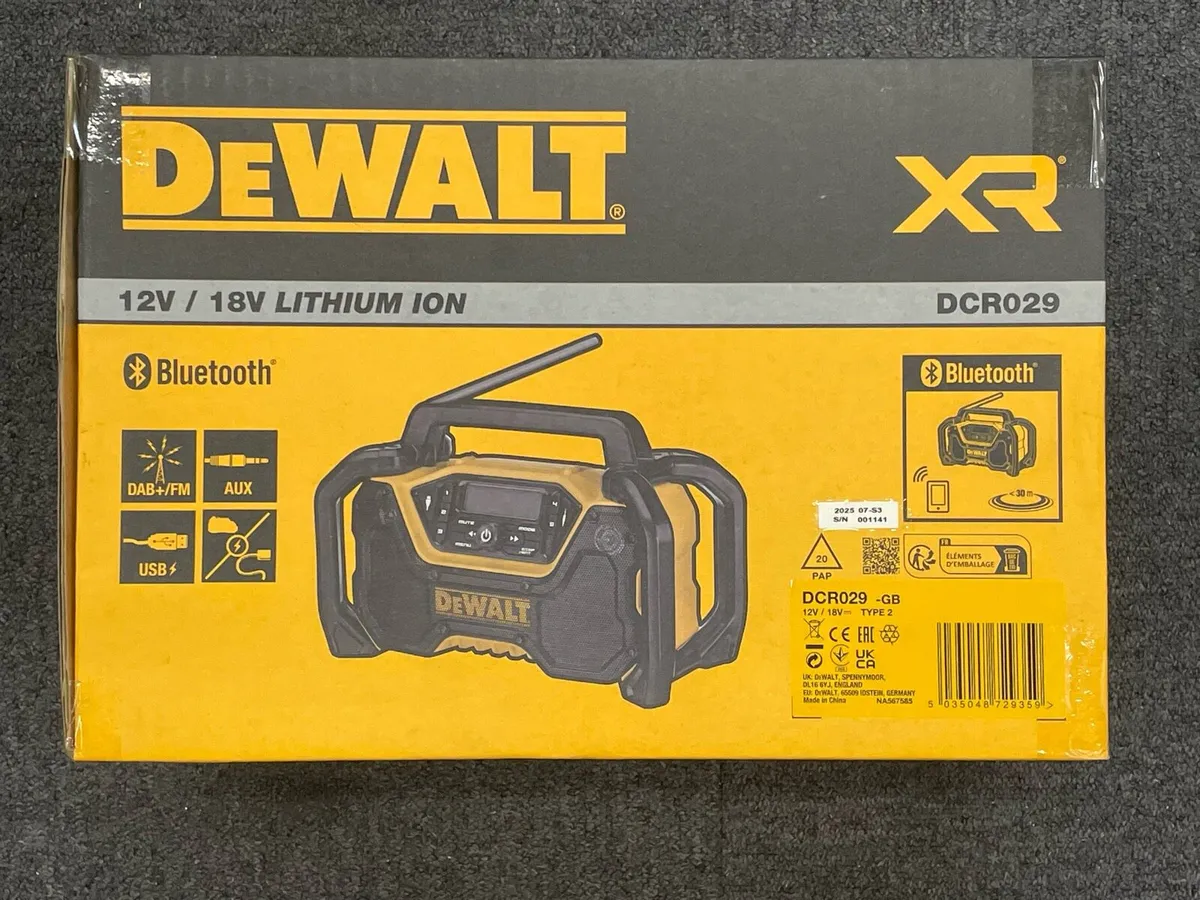 DEWALT®
XR®
12V / 18V LITHIUM ION
DCR029
Bluetooth®
Bluetooth®
DAB+/FM
AUX
USB
MUTE
MODE
MENU
DEWALT
< 30 m
2025 07-S3
S/N 001141
20
PAP
FR
ÉLÉMENTS
D'EMBALLAGE
DCR029 -GB
12V / 18V TYPE 2
CE EAC
UK
CA
UK: DEWALT, SPENNYMOOR,
DL16 6YJ, ENGLAND
EU: DEWALT, 65509 IDSTEIN, GERMANY
Made in China NA567585
5 035048 729359 >